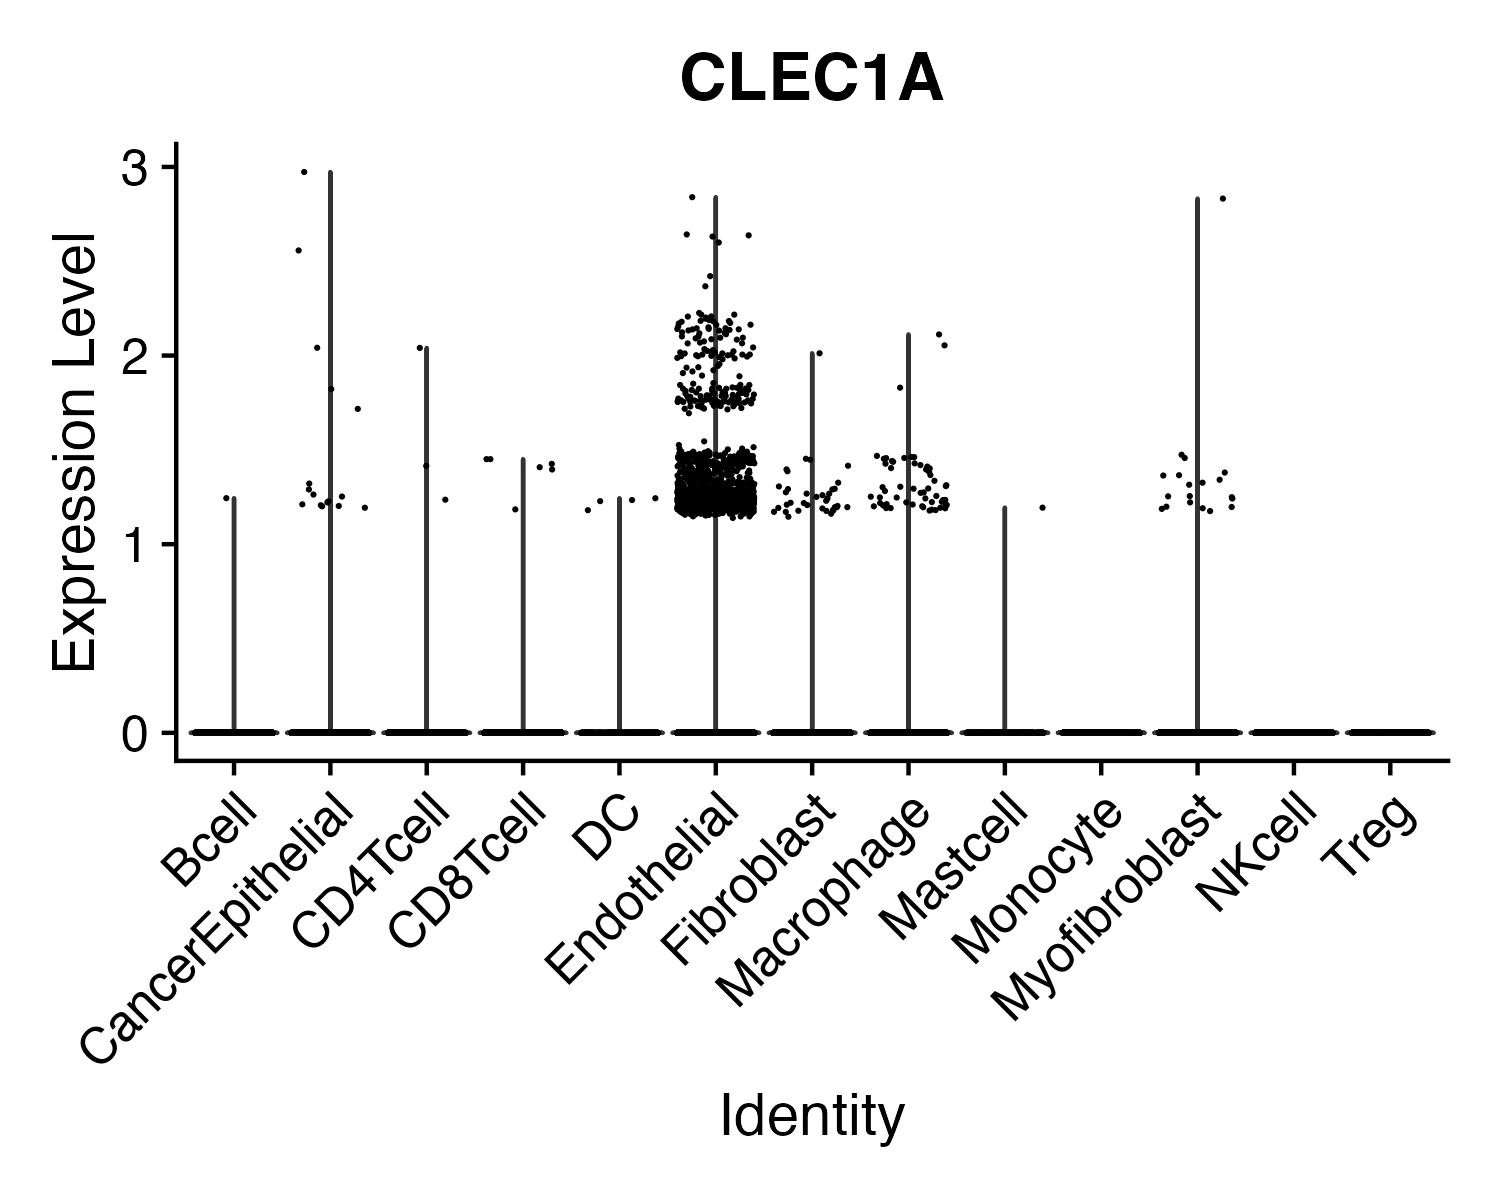 CLEC1A
Expression Level
3
2
1
0
Bcell
CancerEpithelial
CD4Tcell
CD8Tcell
DC
Endothelial
Fibroblast
Macrophage
Mastcell
Monocyte
Myofibroblast
NKcell
Treg
Identity